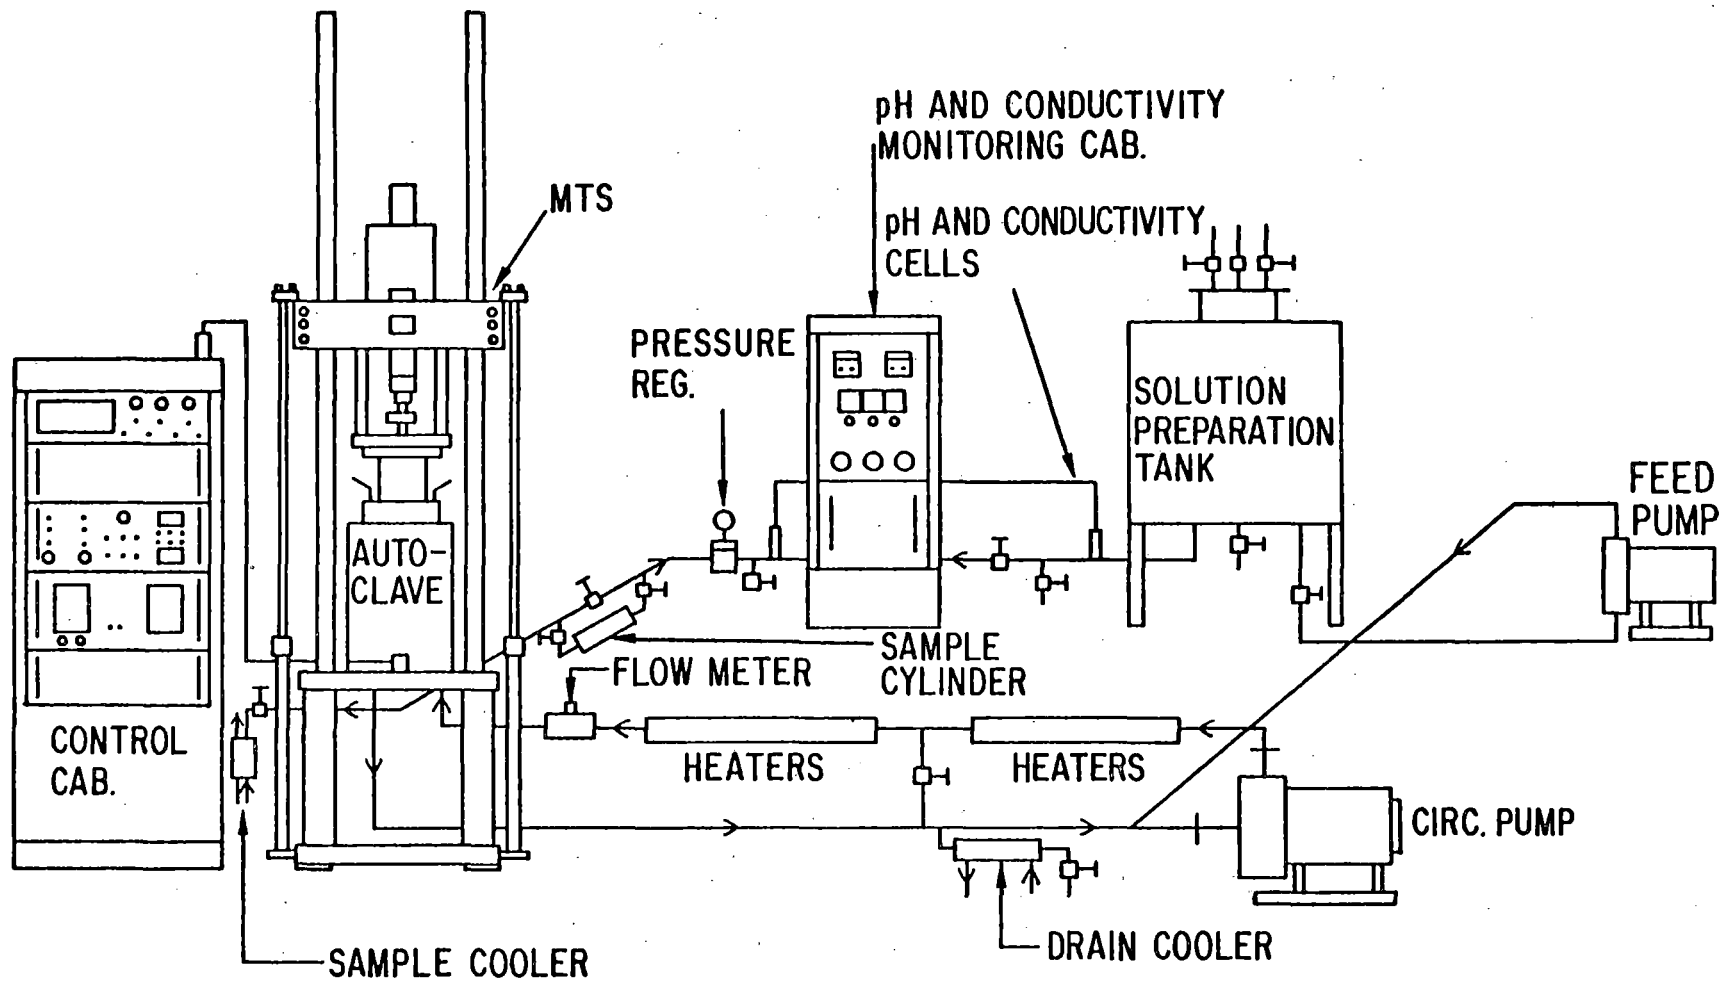 pH AND CONDUCTIVITY
MONITORING CAB.
MTS
pH AND CONDUCTIVITY
CELLS
PRESSURE
REG.
SOLUTION
PREPARATION
TANK
FEED
PUMP
AUTO-
CLAVE
SAMPLE
CYLINDER
FLOW METER
CONTROL
CAB.
HEATERS
HEATERS
CIRC. PUMP
DRAIN COOLER
SAMPLE COOLER